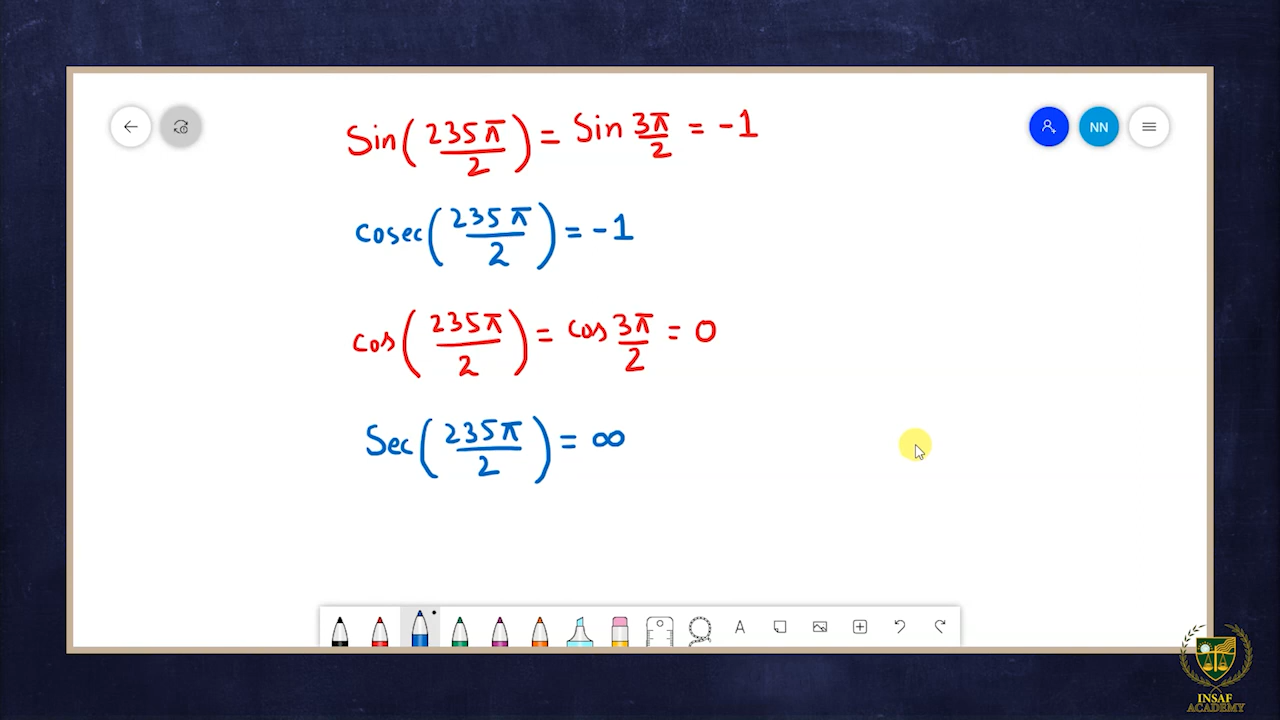 Sin(235π/2) = Sin 3π/2 = -1
NN
cosec(235π/2) = -1
cos(235π/2) = cos 3π/2 = 0
Sec(235π/2) = ∞
A
INSAF
ACADEMY